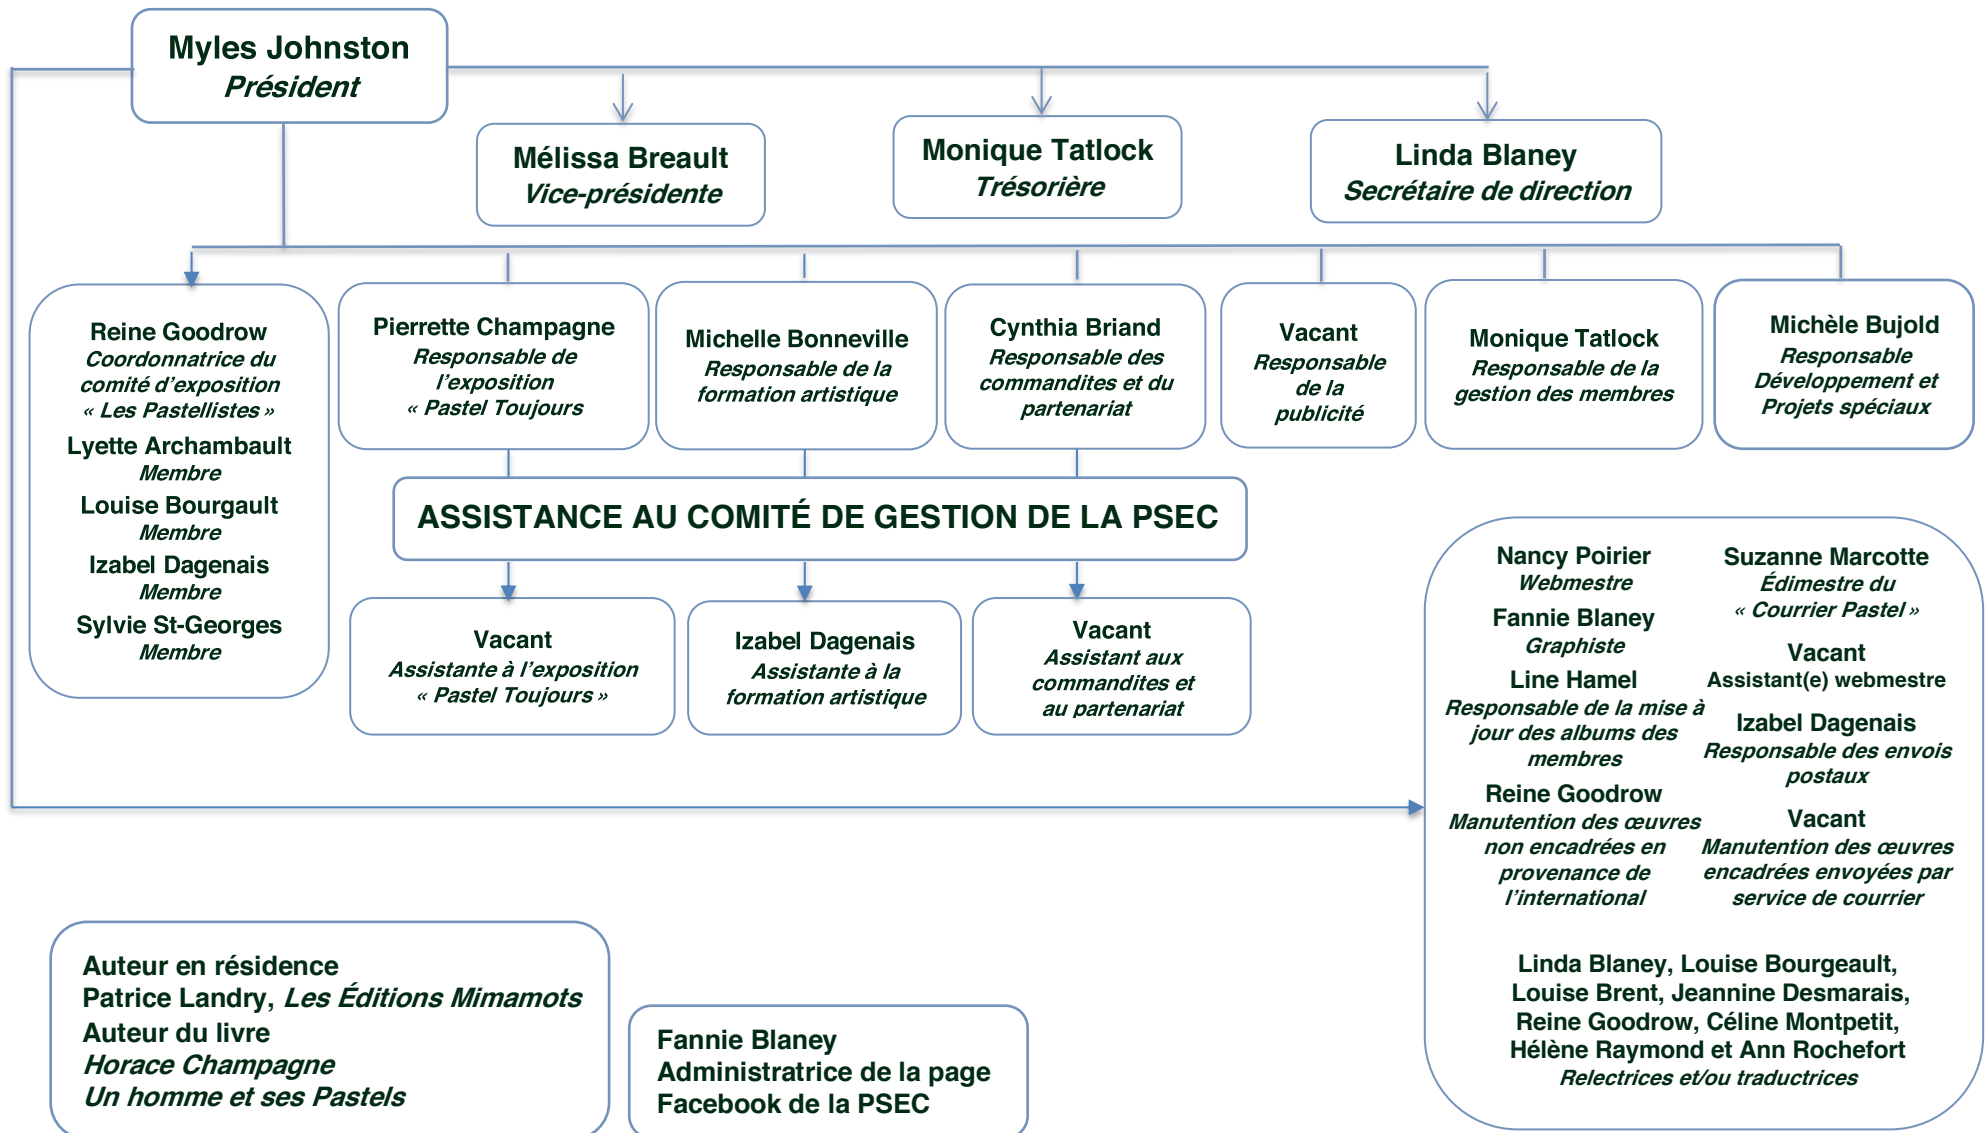 Myles Johnston
Président
Mélissa Breault
Vice-présidente
Monique Tatlock
Trésorière
Linda Blaney
Secrétaire de direction
Reine Goodrow
Coordonnatrice du
comité d’exposition
« Les Pastellistes »
Lyette Archambault
Membre
Louise Bourgault
Membre
Izabel Dagenais
Membre
Sylvie St-Georges
Membre
Pierrette Champagne
Responsable de
l’exposition
« Pastel Toujours
Michelle Bonneville
Responsable de la
formation artistique
Cynthia Briand
Responsable des
commandites et du
partenariat
Vacant
Responsable
de la
publicité
Monique Tatlock
Responsable de la
gestion des membres
Michèle Bujold
Responsable
Développement et
Projets spéciaux
ASSISTANCE AU COMITÉ DE GESTION DE LA PSEC
Vacant
Assistante à l’exposition
« Pastel Toujours »
Izabel Dagenais
Assistante à la
formation artistique
Vacant
Assistant aux
commandites et
au partenariat
Nancy Poirier
Webmestre
Fannie Blaney
Graphiste
Line Hamel
Responsable de la mise à
jour des albums des
membres
Reine Goodrow
Manutention des œuvres
non encadrées en
provenance de
l’international
Suzanne Marcotte
Édimestre du
« Courrier Pastel »
Vacant
Assistant(e) webmestre
Izabel Dagenais
Responsable des envois
postaux
Vacant
Manutention des œuvres
encadrées envoyées par
service de courrier
Linda Blaney, Louise Bourgeault,
Louise Brent, Jeannine Desmarais,
Reine Goodrow, Céline Montpetit,
Hélène Raymond et Ann Rochefort
Relectrices et/ou traductrices
Auteur en résidence
Patrice Landry, Les Éditions Mimamots
Auteur du livre
Horace Champagne
Un homme et ses Pastels
Fannie Blaney
Administratrice de la page
Facebook de la PSEC